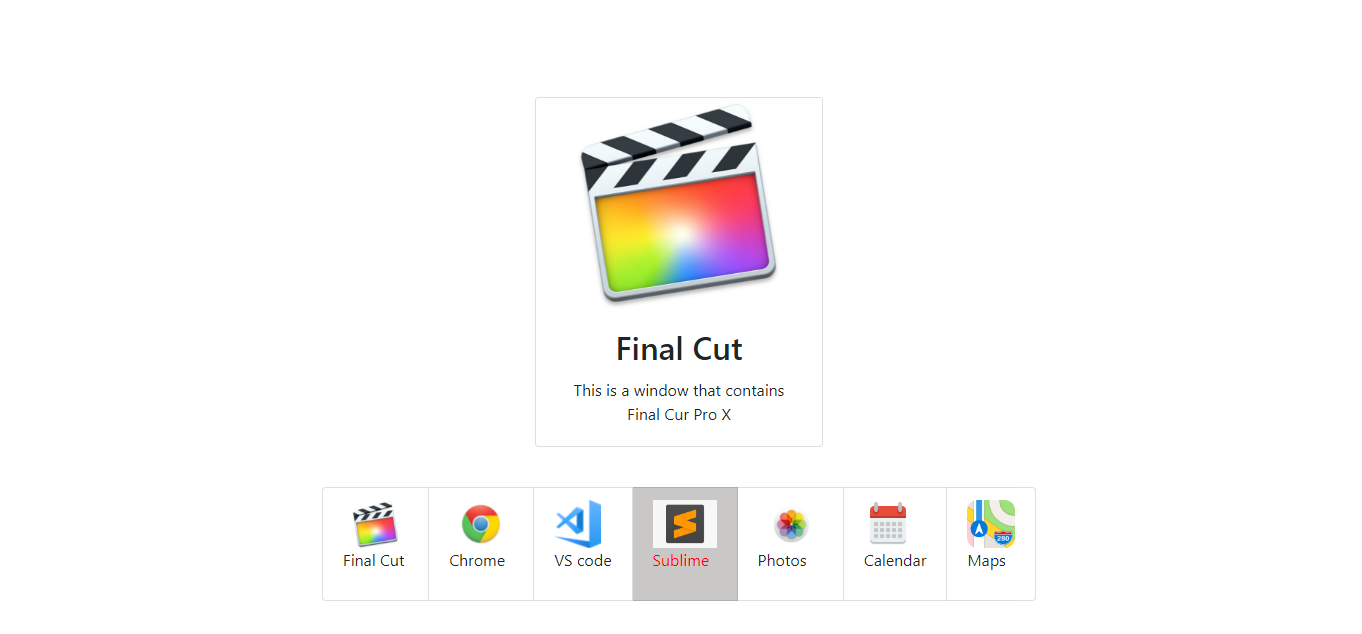 Final Cut
This is a window that contains
Final Cur Pro X
Final Cut
Chrome
VS code
Sublime
Photos
Calendar
Maps
280